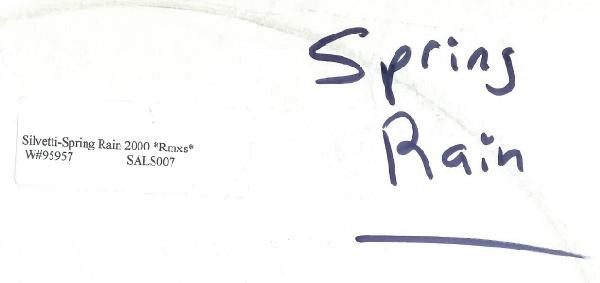 Spring
Rain
Silvetti-Spring Rain 2000 *Rmxs*
W#95957 SALS007